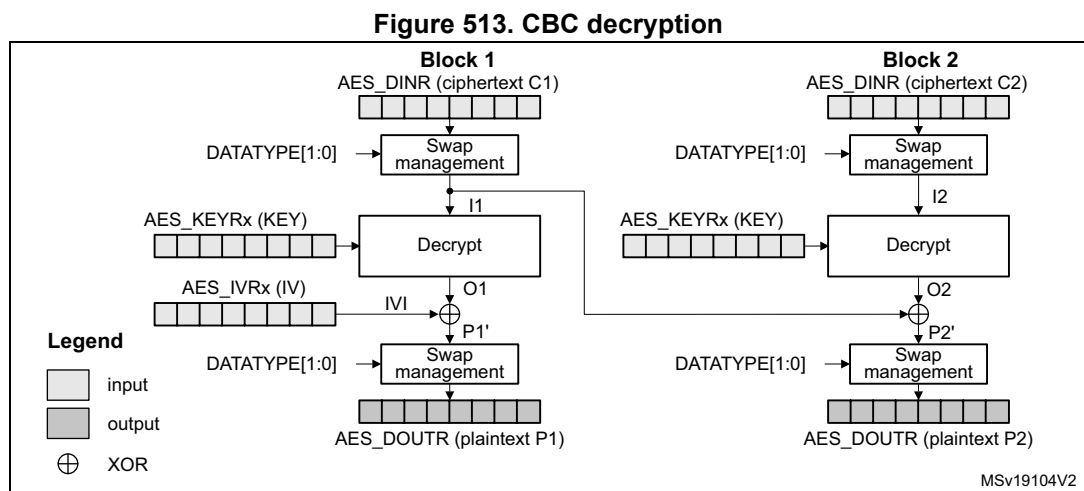 Figure 513. CBC decryption
Block 1
AES_DINR (ciphertext C1)
DATATYPE[1:0]
Swap
management
I1
AES_KEYRx (KEY)
Decrypt
O1
AES_IVRx (IV)
IVI
P1'
DATATYPE[1:0]
Swap
management
AES_DOUTR (plaintext P1)
Block 2
AES_DINR (ciphertext C2)
DATATYPE[1:0]
Swap
management
I2
AES_KEYRx (KEY)
Decrypt
O2
P2'
DATATYPE[1:0]
Swap
management
AES_DOUTR (plaintext P2)
Legend
input
output
XOR
MSv19104V2